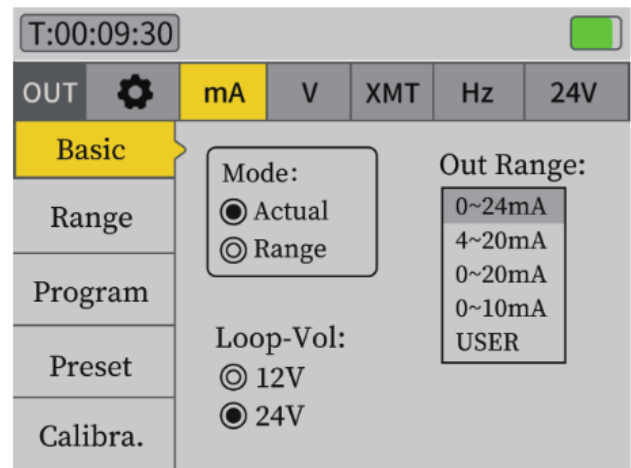 T:00:09:30
OUT mA V XMT Hz 24V
Basic
Range
Program
Preset
Calibra.
Mode:
Actual
Range
Loop-Vol:
12V
24V
Out Range:
0~24mA
4~20mA
0~20mA
0~10mA
USER